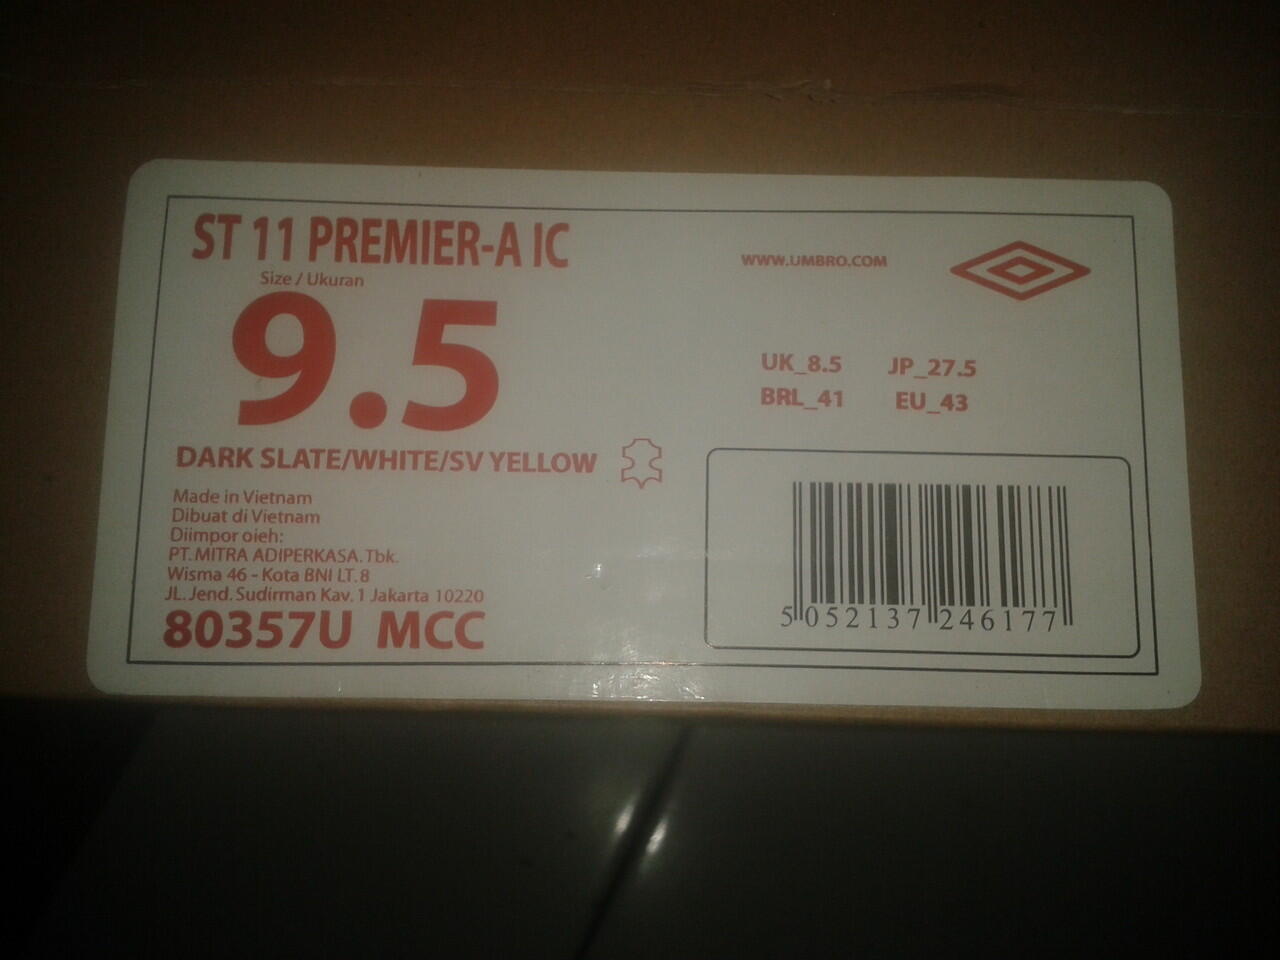 ST 11 PREMIER-A IC
Size / Ukuran
9.5
DARK SLATE/WHITE/SV YELLOW
Made in Vietnam
Dibuat di Vietnam
Diimpor oieh:
PT. MITRA ADIPERKASA. Tbk.
Wisma 46 - Kota BNI LT. 8
JL. Jend. Sudirman Kav. 1 Jakarta 10220
80357U MCC
WWW.UMBRO.COM
UK_8.5 JP_27.5
BRL_41 EU_43
5 052137 246177